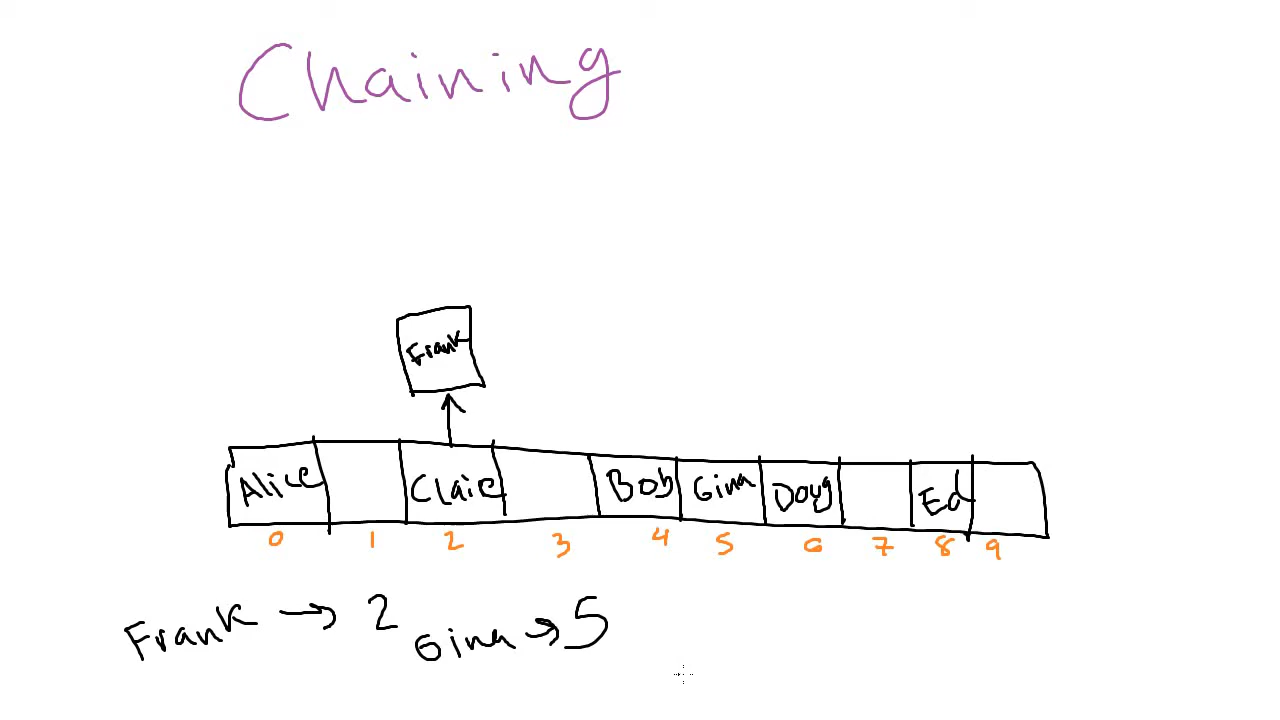 Chaining
Frank
Alice Claire Bob Gina Doug Ed
0 1 2 3 4 5 6 7 8 9
Frank → 2 Gina → 5